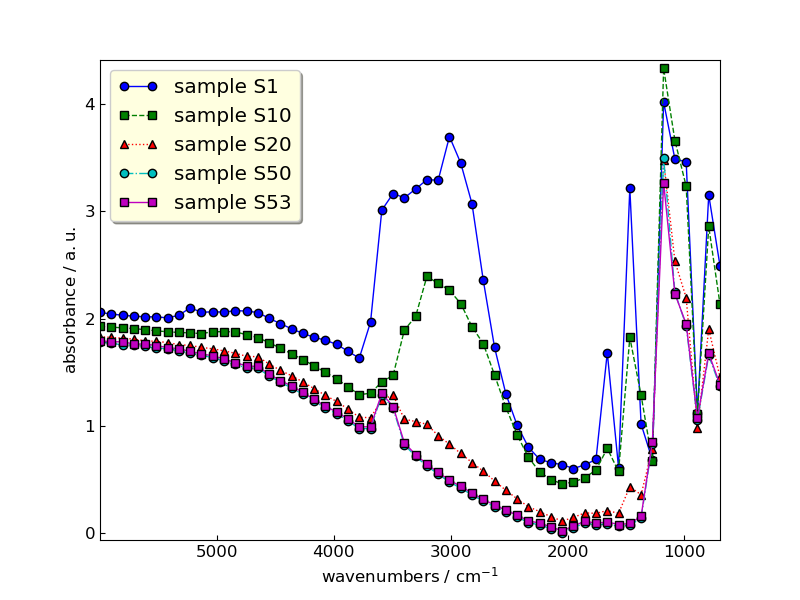 sample S1
sample S10
sample S20
sample S50
sample S53
absorbance / a. u.
4
3
2
1
0
5000 4000 3000 2000 1000
wavenumbers / cm⁻¹